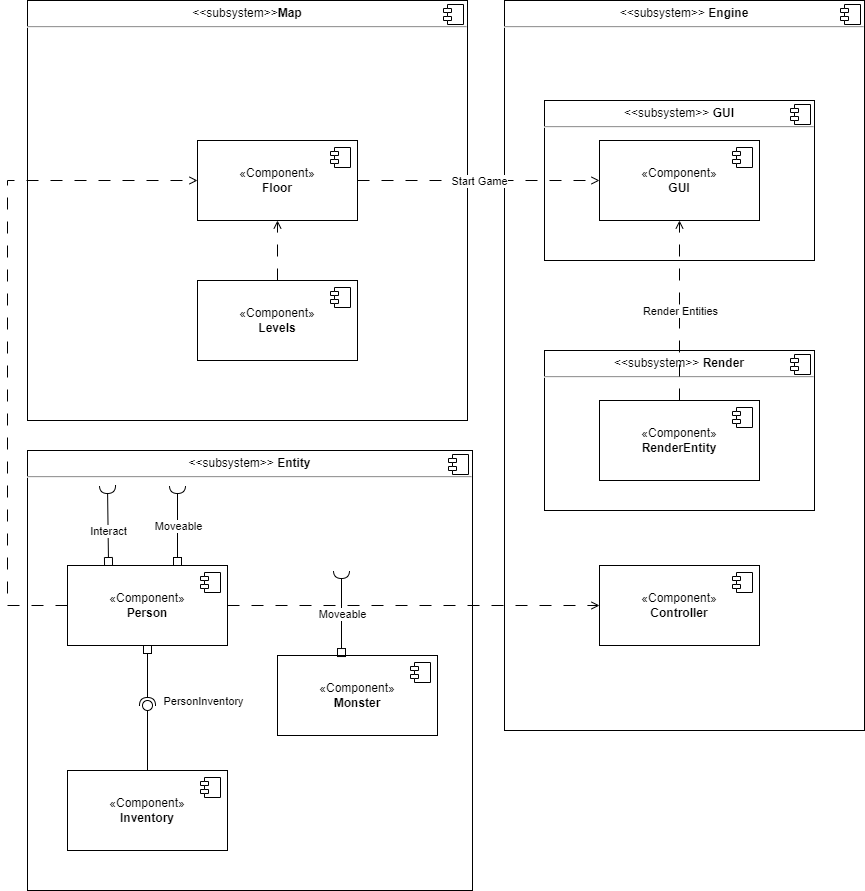 <<subsystem>>Map
«Component»
Floor
«Component»
Levels
Start Game
<<subsystem>> Engine
<<subsystem>> GUI
«Component»
GUI
Render Entities
<<subsystem>> Render
«Component»
RenderEntity
«Component»
Controller
<<subsystem>> Entity
Interact
Moveable
«Component»
Person
Moveable
«Component»
Monster
PersonInventory
«Component»
Inventory